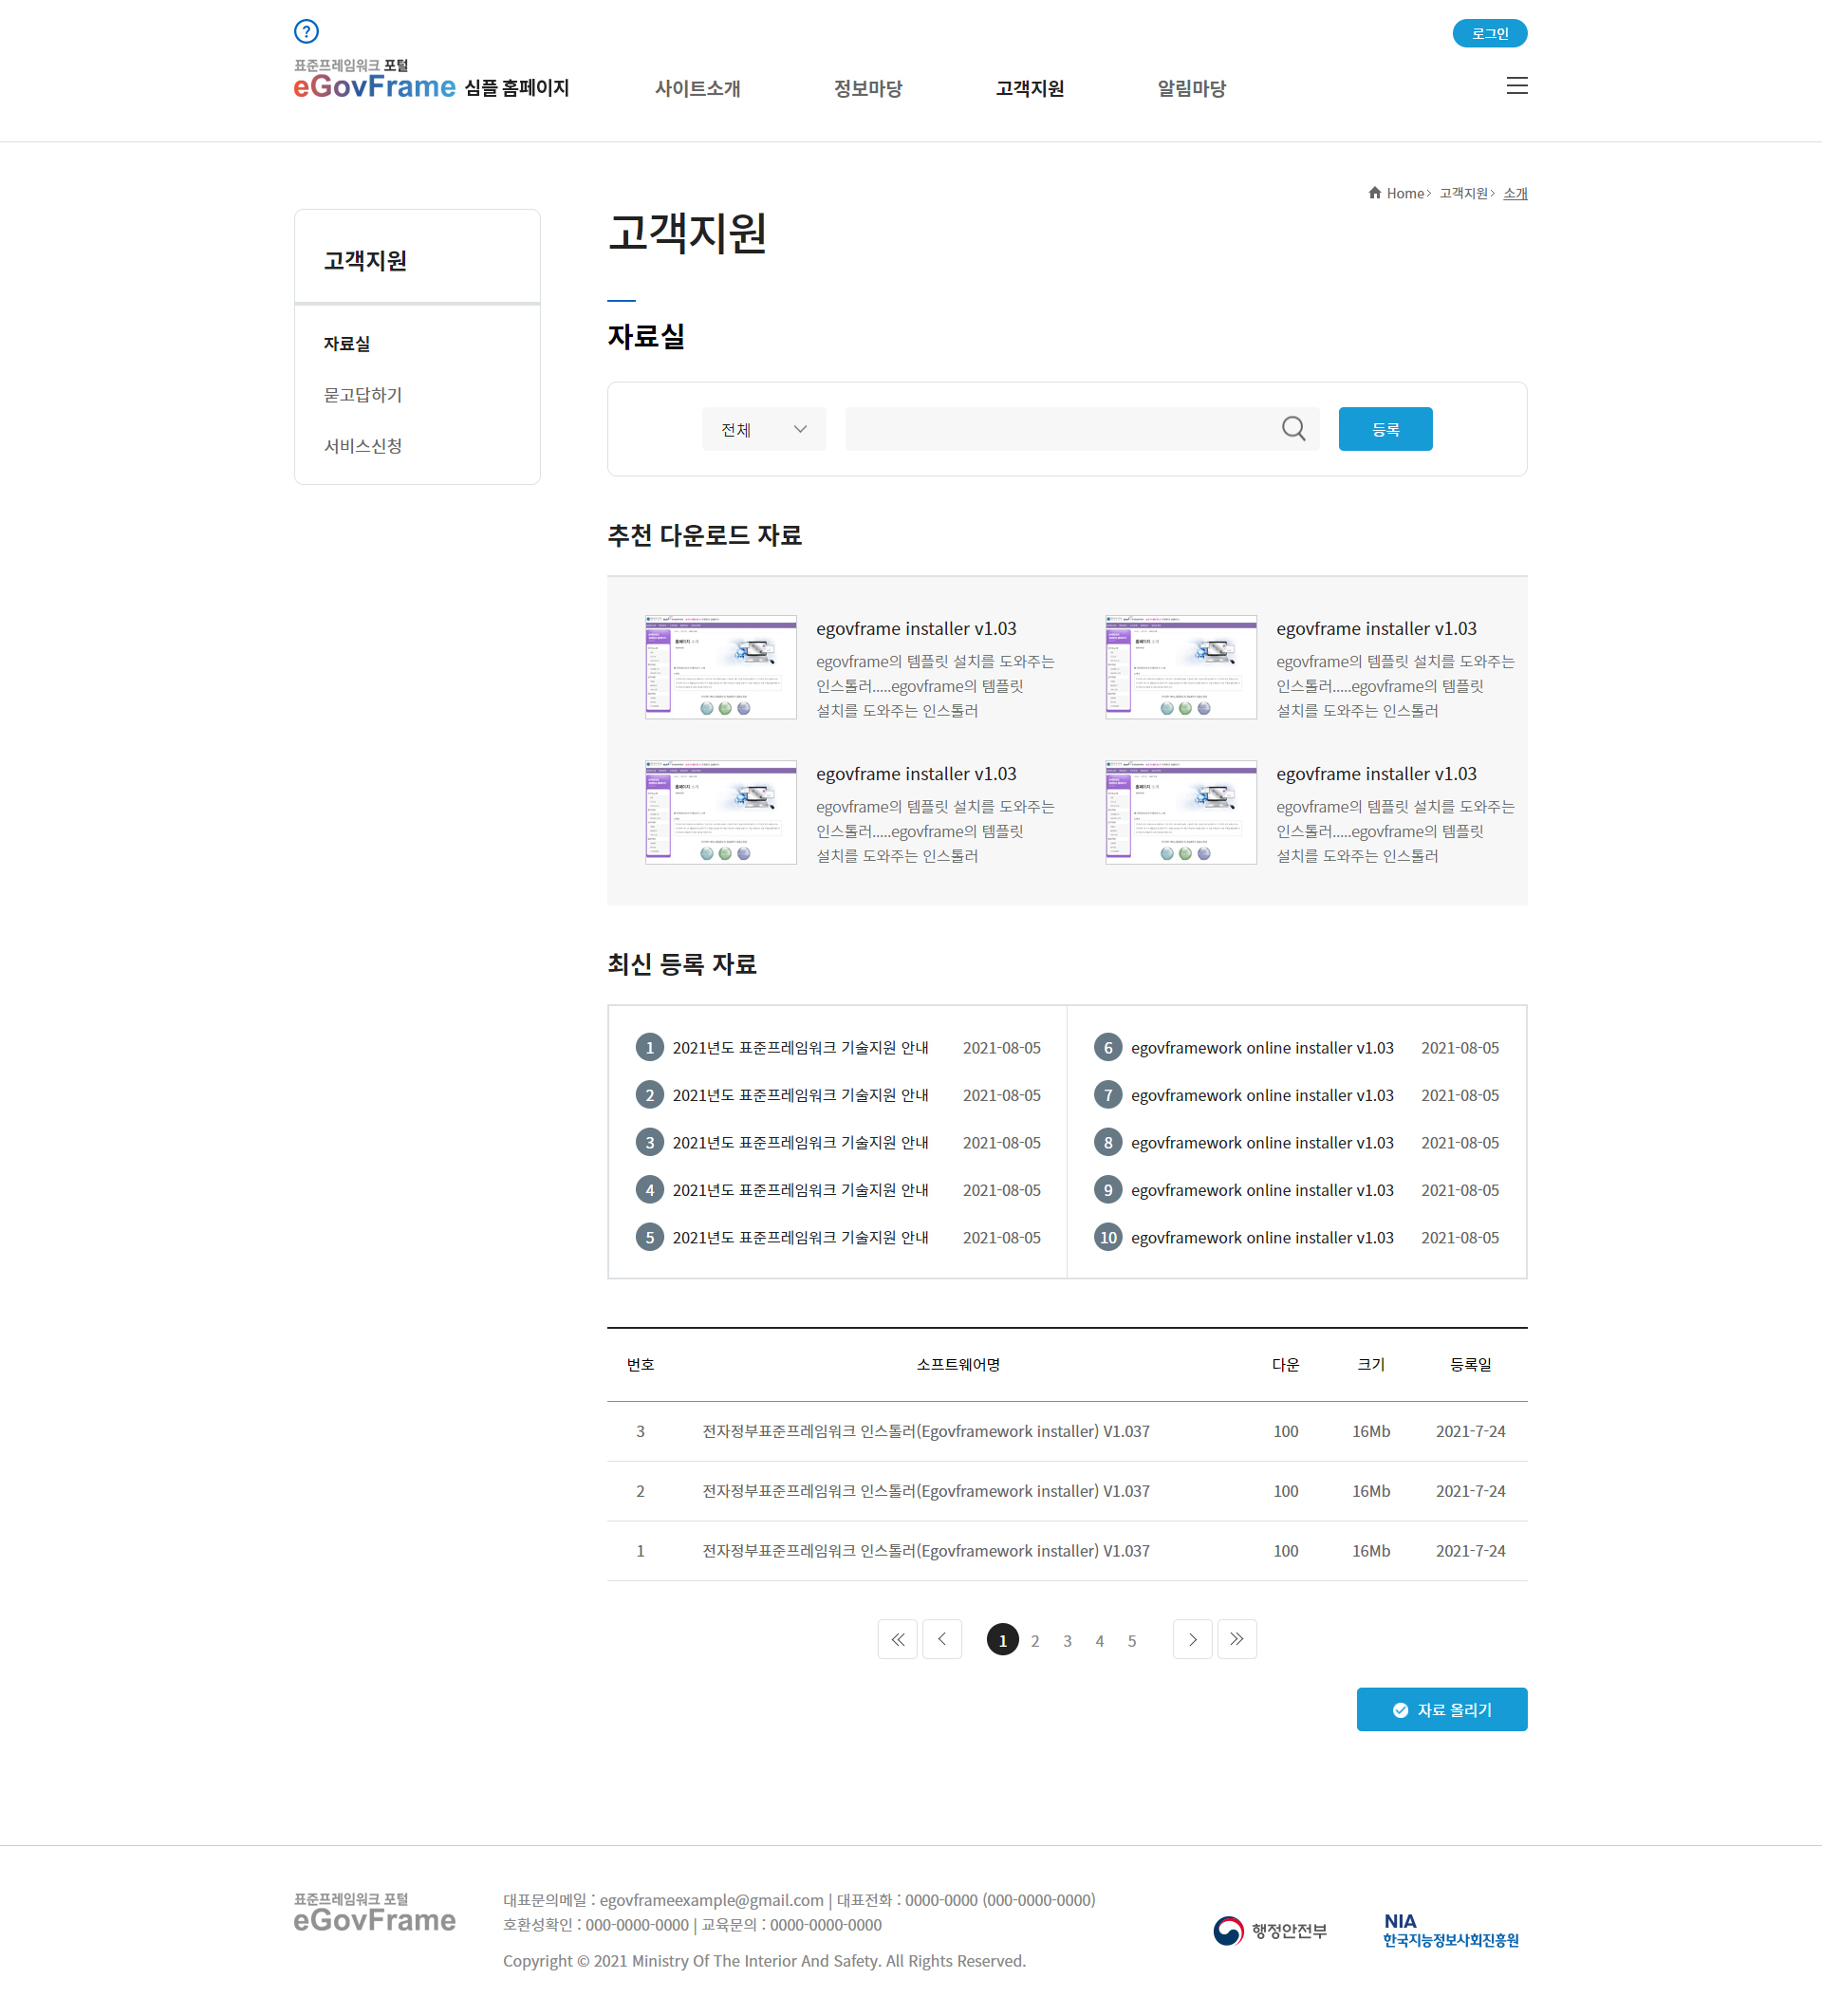 로그인
표준프레임워크 포털
eGovFrame 심플 홈페이지
사이트소개
정보마당
고객지원
알림마당
Home
고객지원
소개
고객지원
자료실
묻고답하기
서비스신청
고객지원
자료실
전체
등록
추천 다운로드 자료
egovframe installer v1.03
egovframe의 템플릿 설치를 도와주는
인스톨러.....egovframe의 템플릿
설치를 도와주는 인스톨러
egovframe installer v1.03
egovframe의 템플릿 설치를 도와주는
인스톨러.....egovframe의 템플릿
설치를 도와주는 인스톨러
egovframe installer v1.03
egovframe의 템플릿 설치를 도와주는
인스톨러.....egovframe의 템플릿
설치를 도와주는 인스톨러
egovframe installer v1.03
egovframe의 템플릿 설치를 도와주는
인스톨러.....egovframe의 템플릿
설치를 도와주는 인스톨러
최신 등록 자료
1 2021년도 표준프레임워크 기술지원 안내 2021-08-05
2 2021년도 표준프레임워크 기술지원 안내 2021-08-05
3 2021년도 표준프레임워크 기술지원 안내 2021-08-05
4 2021년도 표준프레임워크 기술지원 안내 2021-08-05
5 2021년도 표준프레임워크 기술지원 안내 2021-08-05
6 egovframework online installer v1.03 2021-08-05
7 egovframework online installer v1.03 2021-08-05
8 egovframework online installer v1.03 2021-08-05
9 egovframework online installer v1.03 2021-08-05
10 egovframework online installer v1.03 2021-08-05
번호 소프트웨어명 다운 크기 등록일
3 전자정부표준프레임워크 인스톨러(Egovframework installer) V1.037 100 16Mb 2021-7-24
2 전자정부표준프레임워크 인스톨러(Egovframework installer) V1.037 100 16Mb 2021-7-24
1 전자정부표준프레임워크 인스톨러(Egovframework installer) V1.037 100 16Mb 2021-7-24
1 2 3 4 5
자료 올리기
표준프레임워크 포털
eGovFrame
대표문의메일 : egovframeexample@gmail.com | 대표전화 : 0000-0000 (000-0000-0000)
호환성확인 : 000-0000-0000 | 교육문의 : 0000-0000-0000
Copyright © 2021 Ministry Of The Interior And Safety. All Rights Reserved.
행정안전부
NIA
한국지능정보사회진흥원